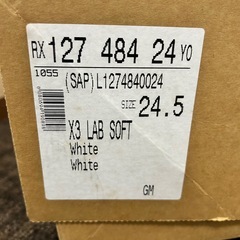 RX 127 484 24 YO
1055
(SAP)L1274840024
SIZE 24.5
X3 LAB SOFT
White
White
GM